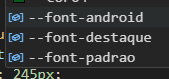 --font-android
--font-destaque
--font-padrao
: 245px;